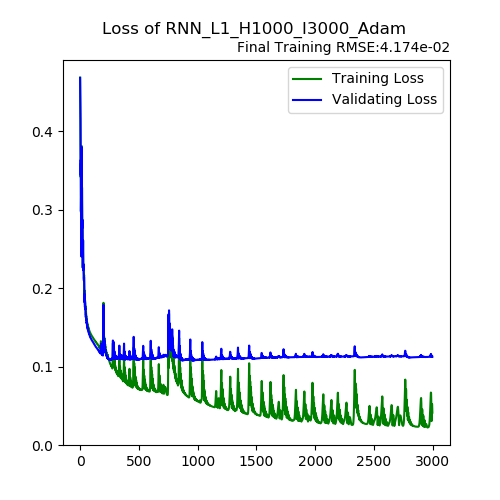 Loss of RNN_L1_H1000_I3000_Adam
Final Training RMSE:4.174e-02
Training Loss
Validating Loss
0.4
0.3
0.2
0.1
0.0
0 500 1000 1500 2000 2500 3000